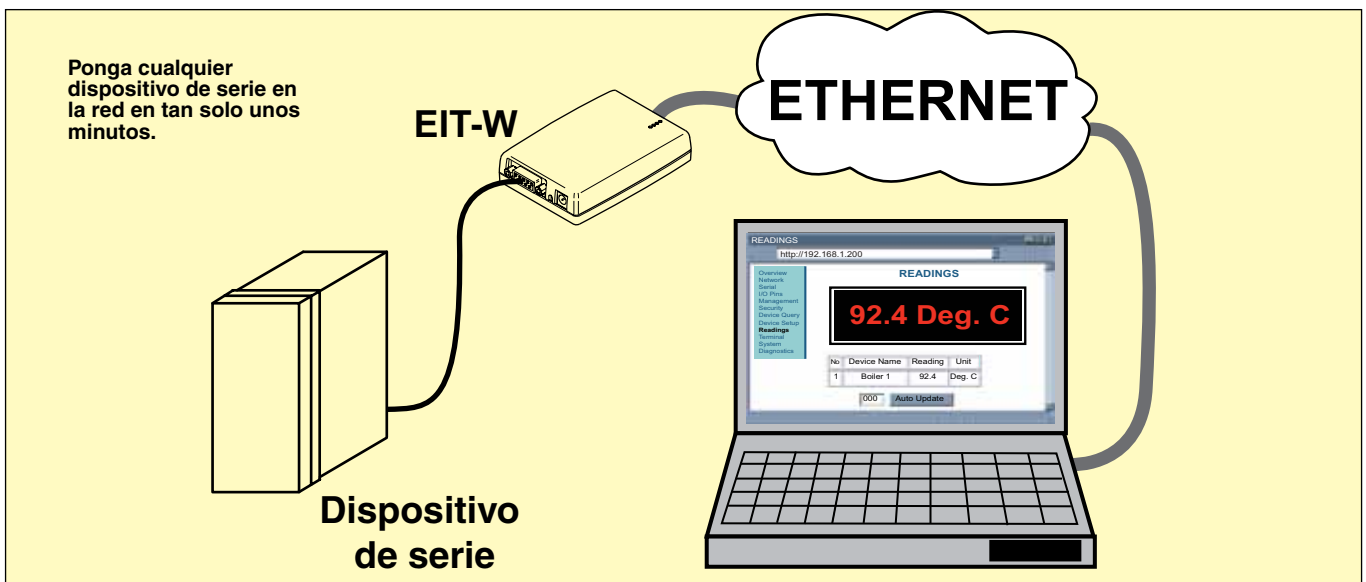 Ponga cualquier
dispositivo de serie en
la red en tan solo unos
minutos.
EIT-W
ETHERNET
READINGS
http://192.168.1.200
Overview
Network
Serial
I/O Pins
Management
Security
Device Query
Device Setup
Readings
Terminal
System
Diagnostics
READINGS
92.4 Deg. C
No Device Name Reading Unit
1 Boiler 1 92.4 Deg. C
000 Auto Update
Dispositivo
de serie